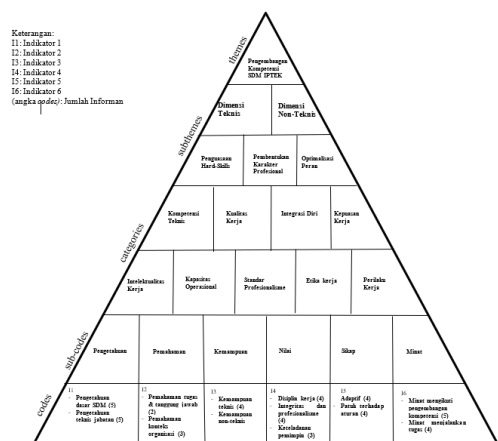 Keterangan:
I1: Indikator 1
I2: Indikator 2
I3: Indikator 3
I4: Indikator 4
I5: Indikator 5
I6: Indikator 6
(angka qodes): Jumlah Informan
themes
Pengembangan
Kompetensi
SDM IPTEK
subthemes
Dimensi
Teknis
Dimensi
Non-Teknis
Penguasaan
Hard-Skills
Pembentukan
Karakter
Profesional
Optimalisasi
Peran
categories
Kompetensi
Teknis
Kualitas
Kerja
Integrasi Diri
Kepuasan
Kerja
Intelektualitas
Kerja
Kapasitas
Operasional
Standar
Profesionalisme
Etika kerja
Perilaku
Kerja
sub-codes
Pengetahuan
Pemahaman
Kemampuan
Nilai
Sikap
Minat
codes
I1
- Pengetahuan
dasar SDM (5)
- Pengetahuan
teknis jabatan (5)
I2
- Pemahaman tugas
& tanggung jawab
(2)
- Pemahaman
konteks
organisasi (3)
I3
- Kemampuan
teknis (4)
- Kemampuan
non-teknis
I4
- Disiplin kerja (4)
- Integritas dan
profesionalisme
(4)
- Keteladanan
pemimpin (3)
I5
- Adaptif (4)
- Patuh terhadap
aturan (4)
I6
- Minat mengikuti
pengembangan
kompetensi (5)
- Minat menjalankan
tugas (4)